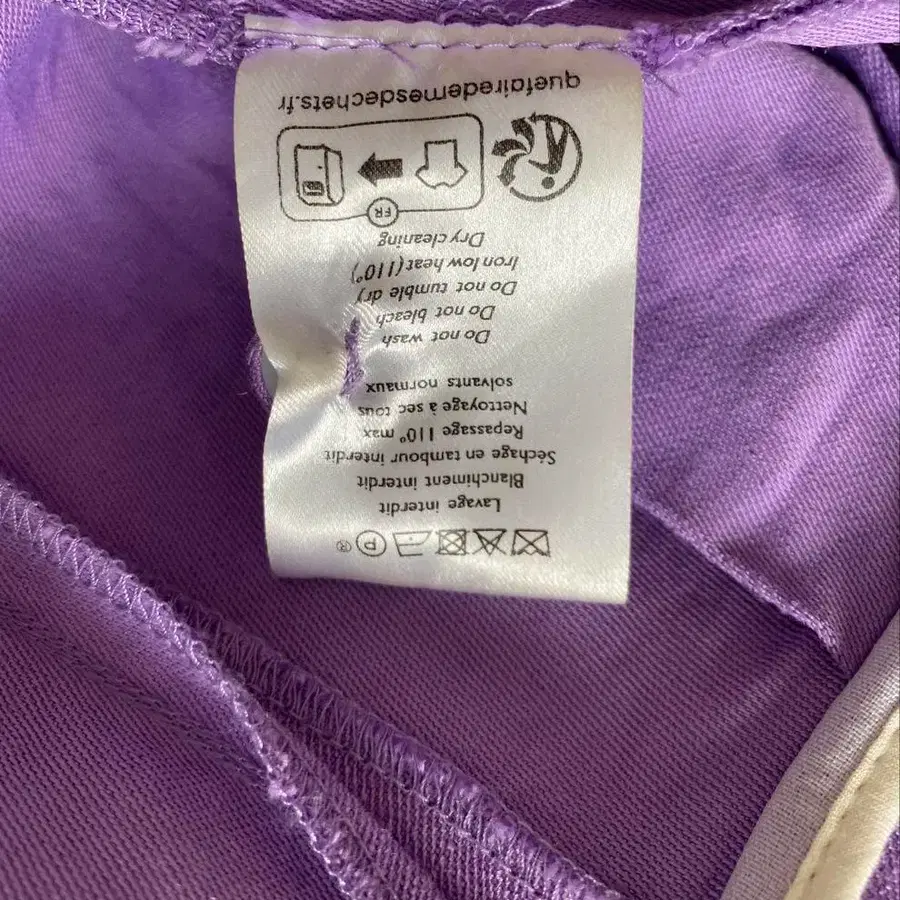 Ⓟ ®
Lavage interdit
Blanchiment interdit
Séchage en tambour interdit
Repassage 110° max
Nettoyage à sec tous
solvants normaux
Do not wash
Do not bleach
Do not tumble dr)
Iron low heat (110°)
Dry cleaning
FR
quefairedemesdechets.fr